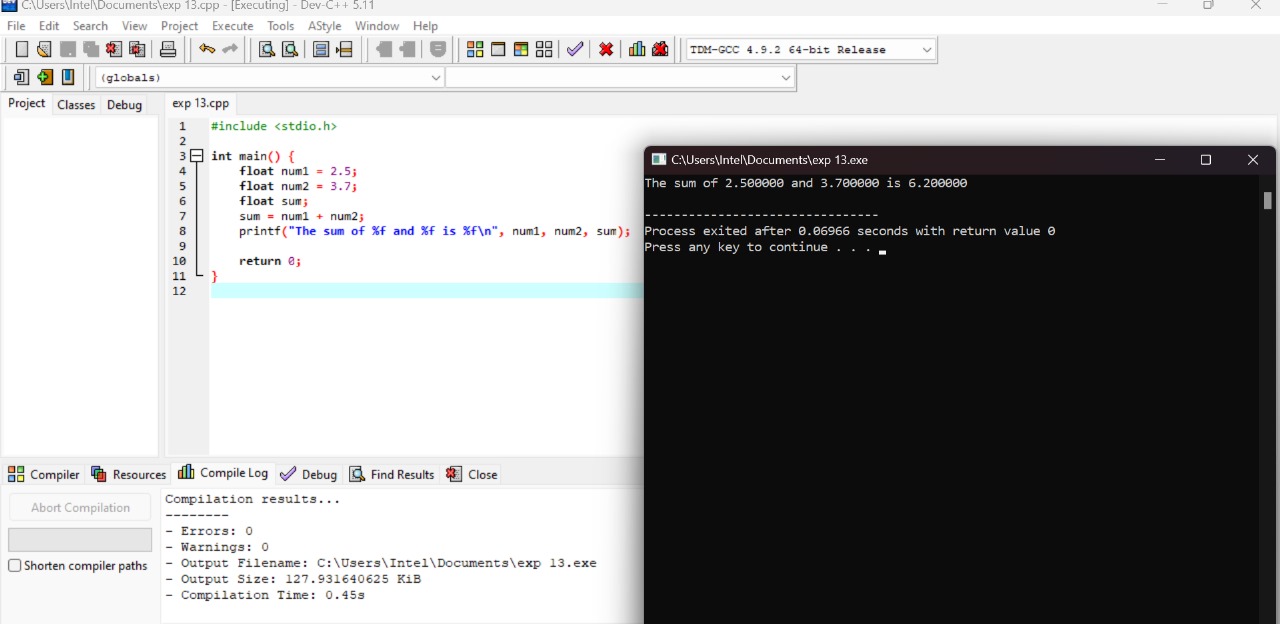 C:\Users\Intel\Documents\exp 13.cpp - [Executing] - Dev-C++ 5.11
File Edit Search View Project Execute Tools AStyle Window Help
TDM-GCC 4.9.2 64-bit Release
(globals)
Project Classes Debug
exp 13.cpp
1 #include <stdio.h>
2
3 int main() {
4 float num1 = 2.5;
5 float num2 = 3.7;
6 float sum;
7 sum = num1 + num2;
8 printf("The sum of %f and %f is %f\n", num1, num2, sum);
9
10 return 0;
11 }
12
C:\Users\Intel\Documents\exp 13.exe
The sum of 2.500000 and 3.700000 is 6.200000
--------------------------------
Process exited after 0.06966 seconds with return value 0
Press any key to continue . . .
Compiler Resources Compile Log Debug Find Results Close
Abort Compilation
Shorten compiler paths
Compilation results...
--------
- Errors: 0
- Warnings: 0
- Output Filename: C:\Users\Intel\Documents\exp 13.exe
- Output Size: 127.931640625 KiB
- Compilation Time: 0.45s